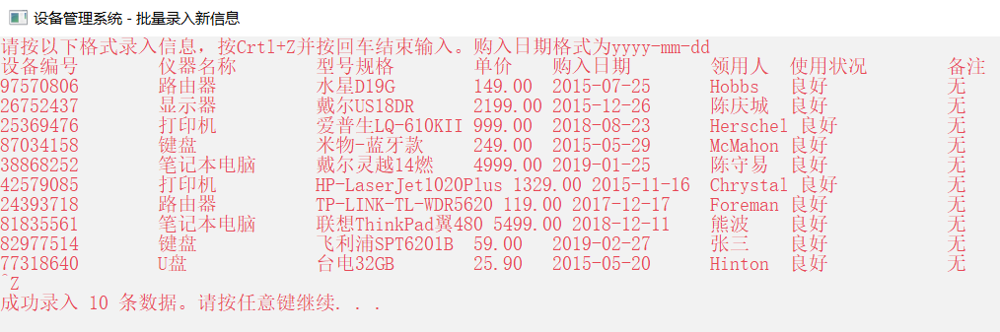 设备管理系统 - 批量录入新信息
请按以下格式录入信息，按Crtl+Z并按回车结束输入。购入日期格式为yyyy-mm-dd
设备编号 仪器名称 型号规格 单价 购入日期 领用人 使用状况 备注
97570806 路由器 水星D19G 149.00 2015-07-25 Hobbs 良好 无
26752437 显示器 戴尔US18DR 2199.00 2015-12-26 陈庆城 良好 无
25369476 打印机 爱普生LQ-610KII 999.00 2018-08-23 Herschel 良好 无
87034158 键盘 米物-蓝牙款 249.00 2015-05-29 McMahon 良好 无
38868252 笔记本电脑 戴尔灵越14燃 4999.00 2019-01-25 陈守易 良好 无
42579085 打印机 HP-LaserJet1020Plus 1329.00 2015-11-16 Chrystal 良好 无
24393718 路由器 TP-LINK-TL-WDR5620 119.00 2017-12-17 Foreman 良好 无
81835561 笔记本电脑 联想ThinkPad翼480 5499.00 2018-12-11 熊波 良好 无
82977514 键盘 飞利浦SPT6201B 59.00 2019-02-27 张三 良好 无
77318640 U盘 台电32GB 25.90 2015-05-20 Hinton 良好 无
^Z
成功录入 10 条数据。请按任意键继续. . .